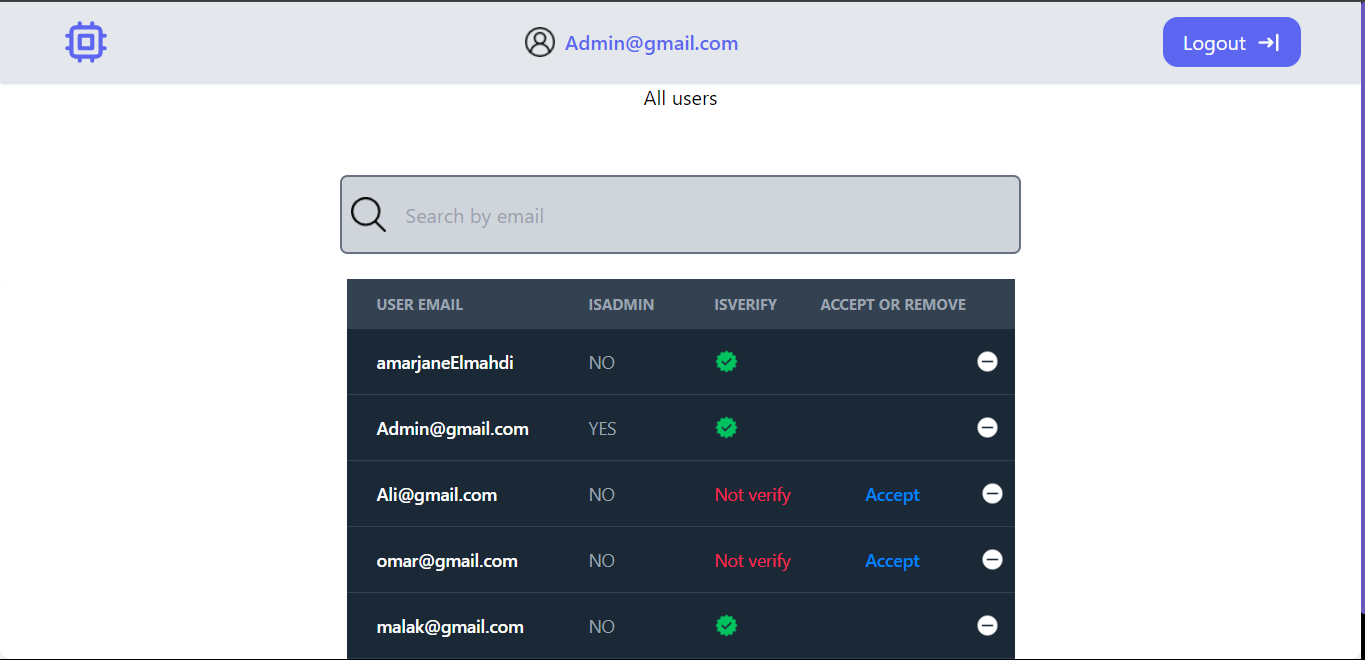 Admin@gmail.com
Logout
All users
Search by email
USER EMAIL ISADMIN ISVERIFY ACCEPT OR REMOVE
amarjaneElmahdi NO
Admin@gmail.com YES
Ali@gmail.com NO Not verify Accept
omar@gmail.com NO Not verify Accept
malak@gmail.com NO